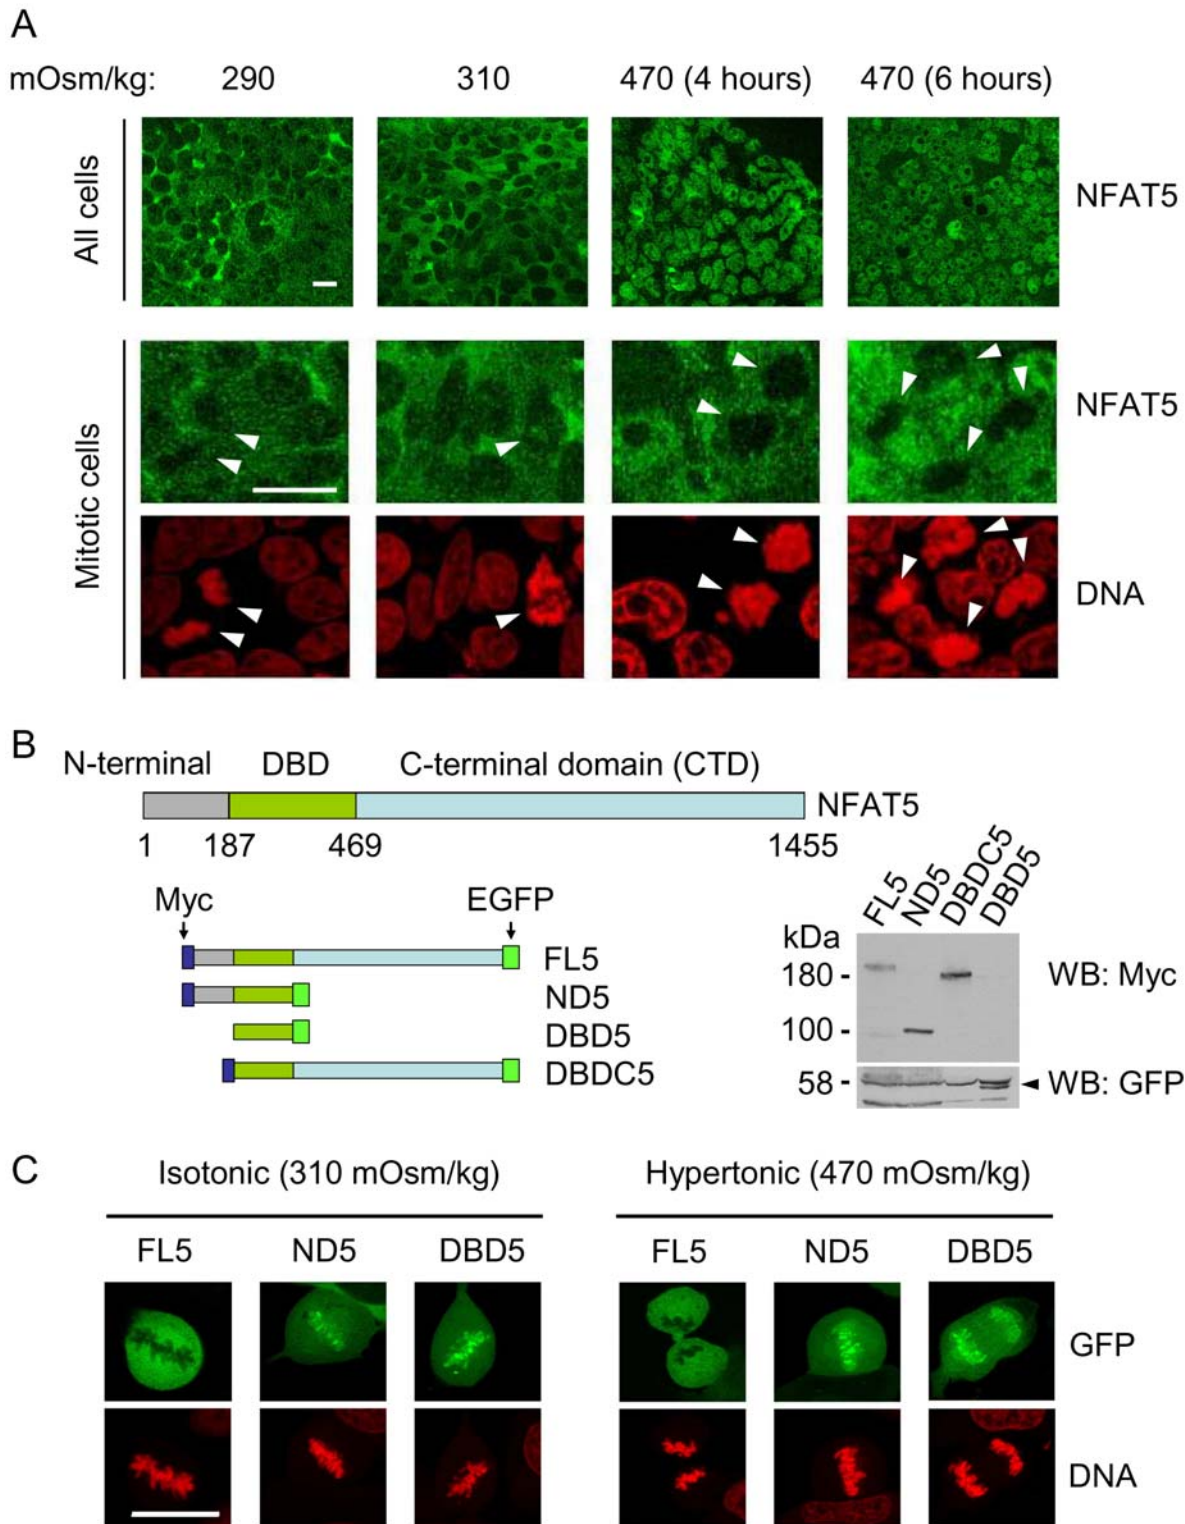 A
mOsm/kg: 290 310 470 (4 hours) 470 (6 hours)
All cells
NFAT5
Mitotic cells
NFAT5
DNA
B
N-terminal DBD C-terminal domain (CTD)
NFAT5
1 187 469 1455
Myc EGFP
FL5
ND5
DBD5
DBDC5
FL5 ND5 DBDC5 DBD5
kDa
180 - WB: Myc
100 -
58 - WB: GFP
C
Isotonic (310 mOsm/kg) Hypertonic (470 mOsm/kg)
FL5 ND5 DBD5 FL5 ND5 DBD5
GFP
DNA